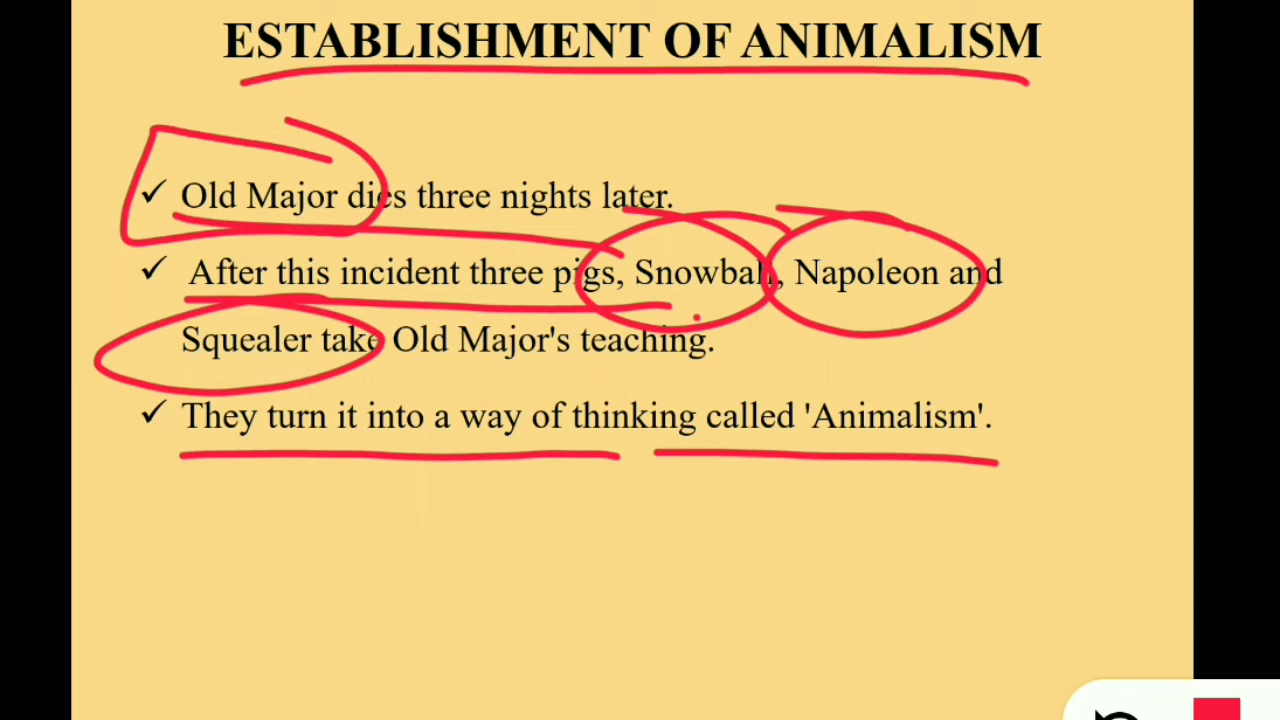 ESTABLISHMENT OF ANIMALISM
✓ Old Major dies three nights later.
✓ After this incident three pigs, Snowball, Napoleon and
Squealer take Old Major's teaching.
✓ They turn it into a way of thinking called 'Animalism'.